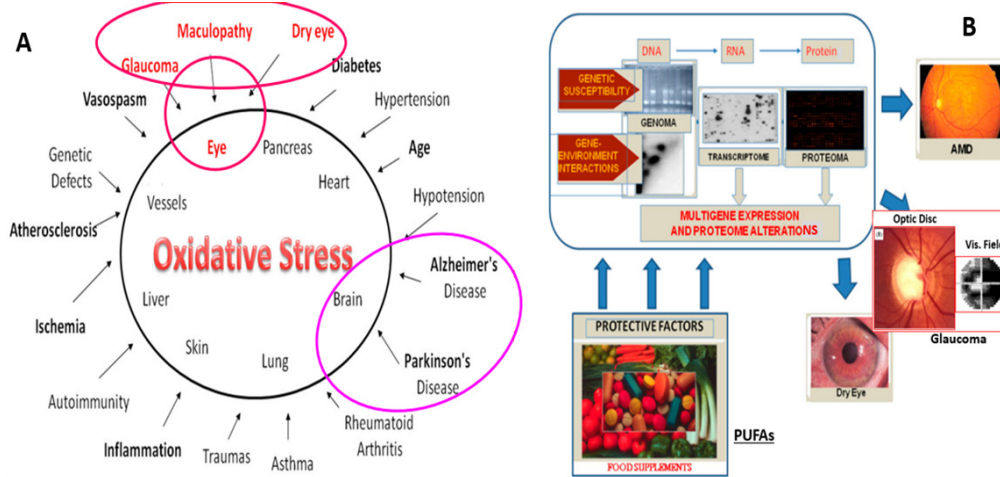 A
Maculopathy
Dry eye
Glaucoma
Diabetes
Vasospasm
Hypertension
Eye
Pancreas
Genetic
Defects
Age
Heart
Hypotension
Vessels
Atherosclerosis
Oxidative Stress
Alzheimer's
Disease
Liver
Brain
Ischemia
Skin
Lung
Parkinson's
Disease
Autoimmunity
Rheumatoid
Arthritis
Inflammation
Traumas
Asthma
B
DNA
RNA
Protein
GENETIC
SUSCEPTIBILITY
GENOMA
GENE-
ENVIRONMENT
INTERACTIONS
TRANSCRIPTOME
PROTEOMA
MULTIGENE EXPRESSION
AND PROTEOME ALTERATIONS
AMD
Optic Disc
Vis. Field
Glaucoma
Dry Eye
PROTECTIVE FACTORS
FOOD SUPPLEMENTS
PUFAs